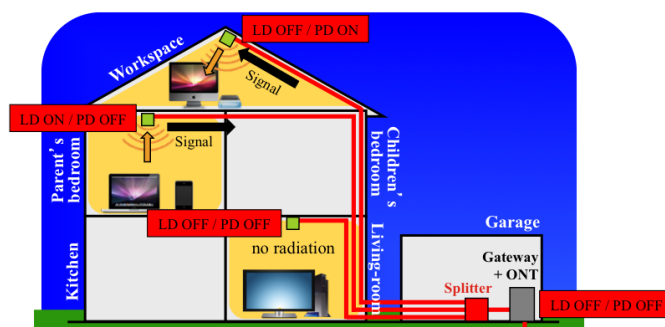 LD OFF / PD ON
Workspace
Signal
LD ON / PD OFF
Signal
Parent's
bedroom
Children's
bedroom
LD OFF / PD OFF
no radiation
Kitchen
Living-room
Garage
Gateway
+ ONT
Splitter
LD OFF / PD OFF